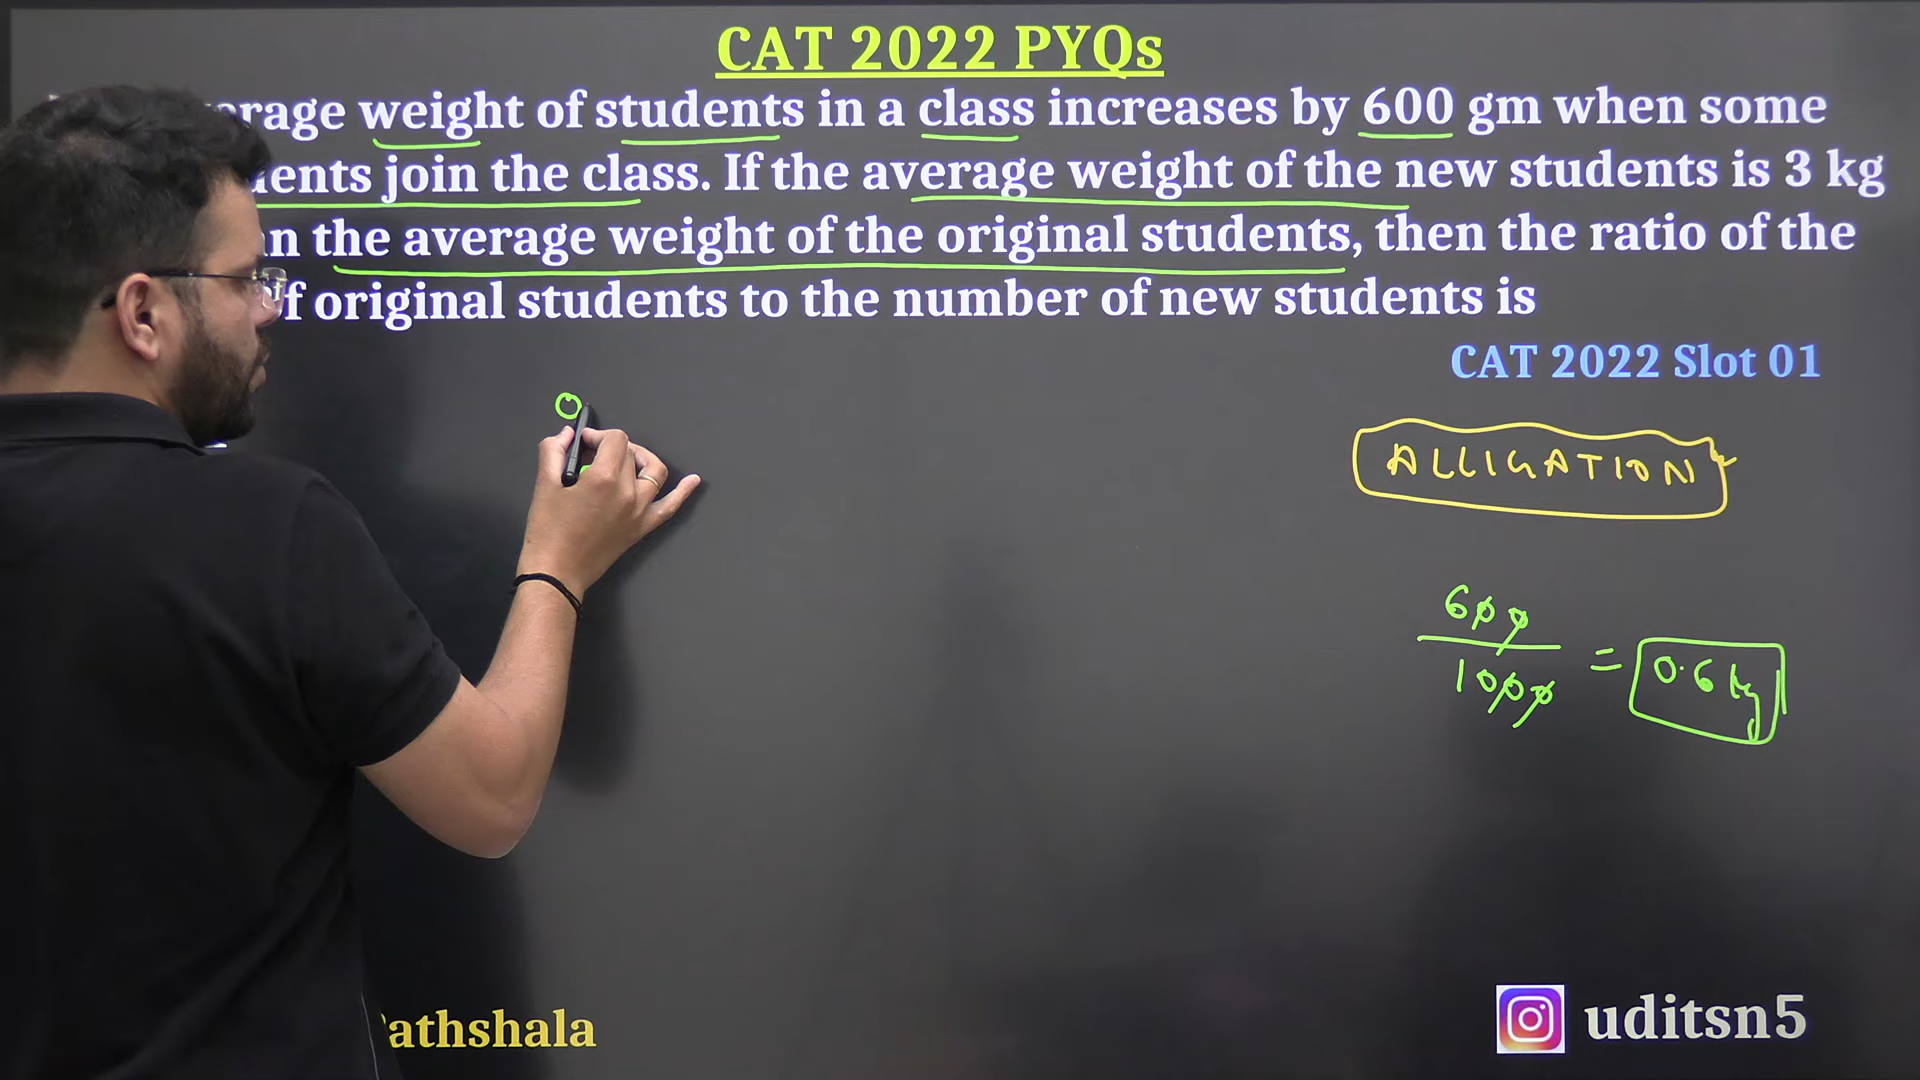 CAT 2022 PYQs
weight of students in a class increases by 600 gm when some
join the class. If the average weight of the new students is 3 kg
the average weight of the original students, then the ratio of the
original students to the number of new students is
CAT 2022 Slot 01
O
ALLIGATION
600
1000
= 0.6 kg
uditsn5